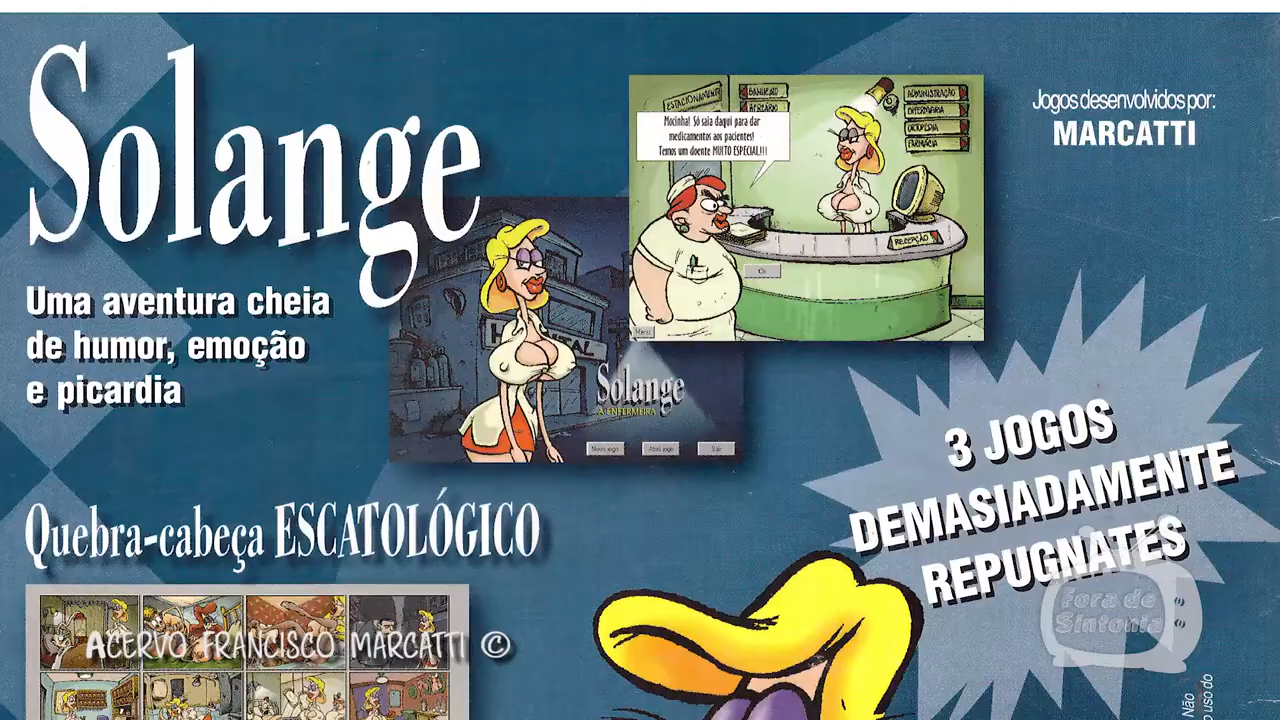 Solange
Uma aventura cheia
de humor, emoção
e picardia
ESTACIONAMENTO
BANHEIRO
BERÇÁRIO
ADMINISTRAÇÃO
ENFERMARIA
ORTOPEDIA
FARMÁCIA
Mocinha! Só saia daqui para dar
medicamentos aos pacientes!
Temos um doente MUITO ESPECIAL!!!
RECEPÇÃO
Ok
Menu
Jogos desenvolvidos por:
MARCATTI
HOSPITAL
Solange
A ENFERMEIRA
Novo jogo
Abrir jogo
Sair
3 JOGOS
DEMASIADAMENTE
REPUGNATES
Quebra-cabeça ESCATOLÓGICO
ACERVO FRANCISCO MARCATTI ©
Fora de
Sintonia
Não
uso do